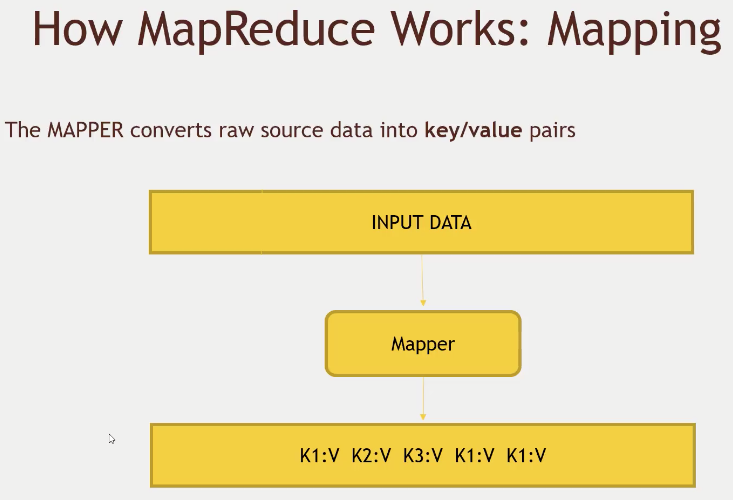 How MapReduce Works: Mapping
The MAPPER converts raw source data into key/value pairs
INPUT DATA
Mapper
K1:V K2:V K3:V K1:V K1:V